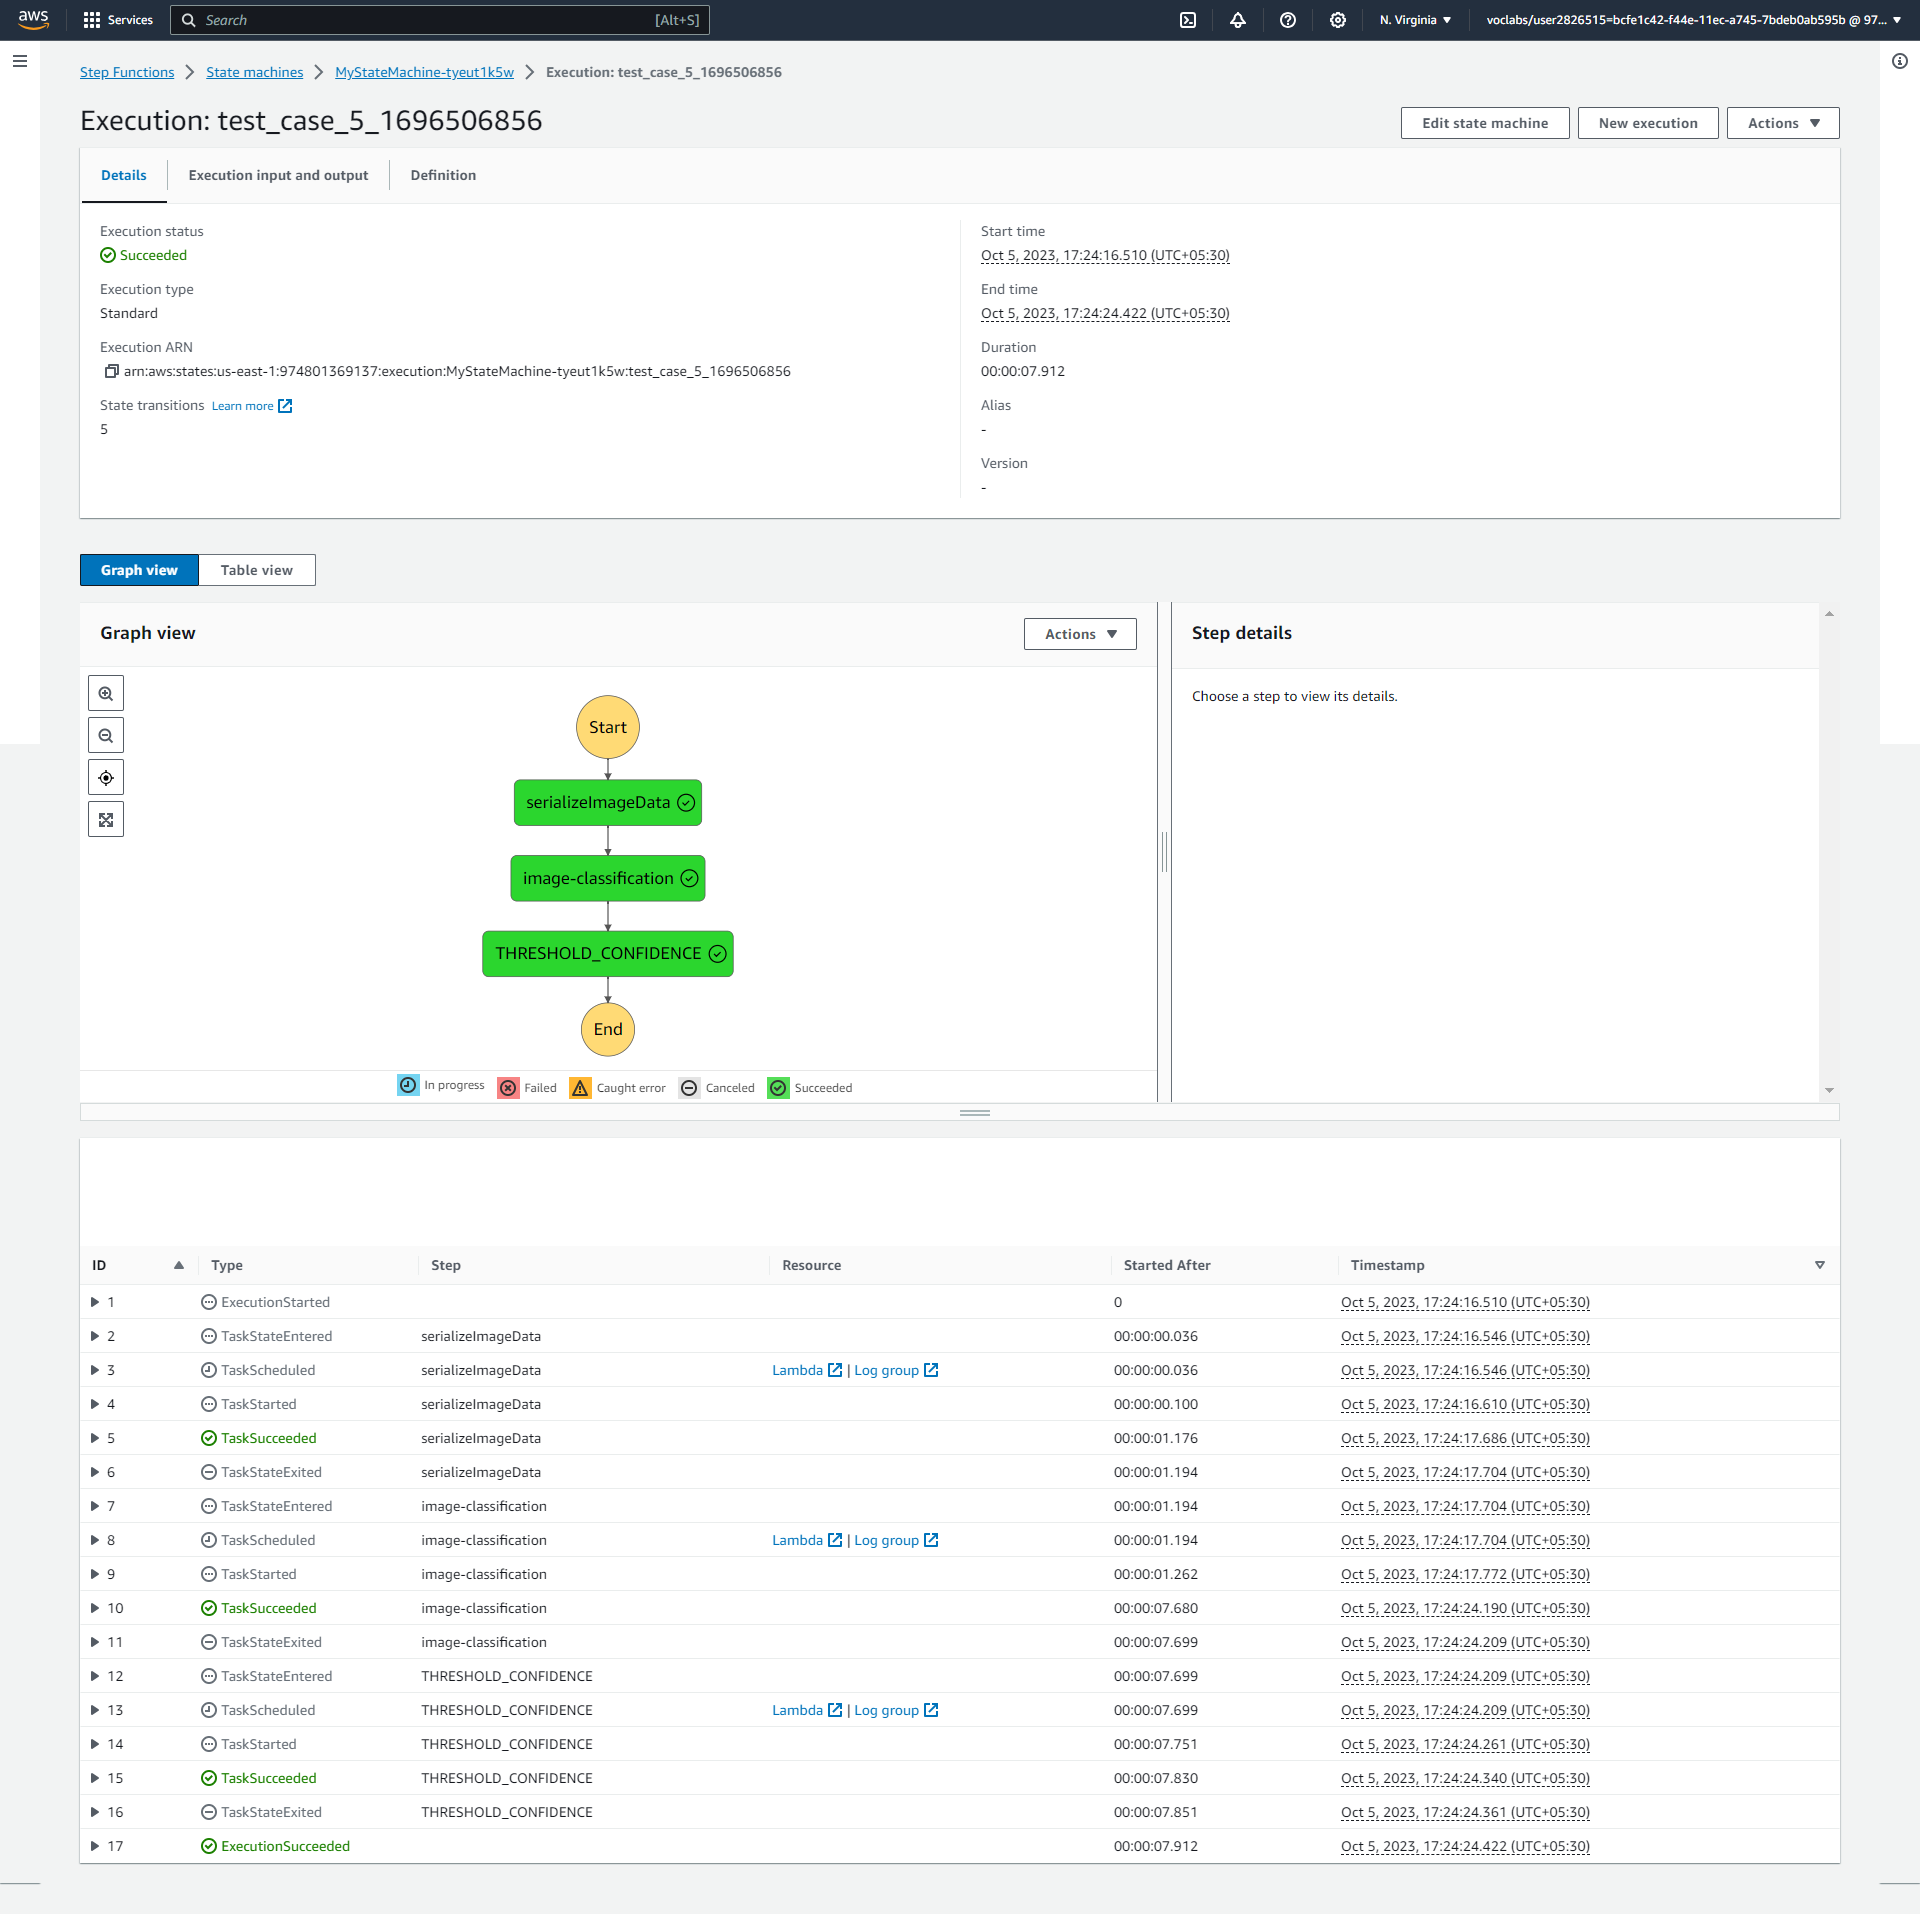 aws Services Search [Alt+S] N. Virginia ▼ voclabs/user2826515=bcfe1c42-f44e-11ec-a745-7bdeb0ab595b @ 97... ▼
Step Functions > State machines > MyStateMachine-tyeut1k5w > Execution: test_case_5_1696506856
Execution: test_case_5_1696506856
Edit state machine New execution Actions ▼
Details Execution input and output Definition
Execution status
Succeeded
Execution type
Standard
Execution ARN
arn:aws:states:us-east-1:974801369137:execution:MyStateMachine-tyeut1k5w:test_case_5_1696506856
State transitions Learn more
5
Start time
Oct 5, 2023, 17:24:16.510 (UTC+05:30)
End time
Oct 5, 2023, 17:24:24.422 (UTC+05:30)
Duration
00:00:07.912
Alias
-
Version
-
Graph view Table view
Graph view Actions ▼
Start
serializeImageData
image-classification
THRESHOLD_CONFIDENCE
End
In progress Failed Caught error Canceled Succeeded
Step details
Choose a step to view its details.
ID Type Step Resource Started After Timestamp
1 ExecutionStarted 0 Oct 5, 2023, 17:24:16.510 (UTC+05:30)
2 TaskStateEntered serializeImageData 00:00:00.036 Oct 5, 2023, 17:24:16.546 (UTC+05:30)
3 TaskScheduled serializeImageData Lambda | Log group 00:00:00.036 Oct 5, 2023, 17:24:16.546 (UTC+05:30)
4 TaskStarted serializeImageData 00:00:00.100 Oct 5, 2023, 17:24:16.610 (UTC+05:30)
5 TaskSucceeded serializeImageData 00:00:01.176 Oct 5, 2023, 17:24:17.686 (UTC+05:30)
6 TaskStateExited serializeImageData 00:00:01.194 Oct 5, 2023, 17:24:17.704 (UTC+05:30)
7 TaskStateEntered image-classification 00:00:01.194 Oct 5, 2023, 17:24:17.704 (UTC+05:30)
8 TaskScheduled image-classification Lambda | Log group 00:00:01.194 Oct 5, 2023, 17:24:17.704 (UTC+05:30)
9 TaskStarted image-classification 00:00:01.262 Oct 5, 2023, 17:24:17.772 (UTC+05:30)
10 TaskSucceeded image-classification 00:00:07.680 Oct 5, 2023, 17:24:24.190 (UTC+05:30)
11 TaskStateExited image-classification 00:00:07.699 Oct 5, 2023, 17:24:24.209 (UTC+05:30)
12 TaskStateEntered THRESHOLD_CONFIDENCE 00:00:07.699 Oct 5, 2023, 17:24:24.209 (UTC+05:30)
13 TaskScheduled THRESHOLD_CONFIDENCE Lambda | Log group 00:00:07.699 Oct 5, 2023, 17:24:24.209 (UTC+05:30)
14 TaskStarted THRESHOLD_CONFIDENCE 00:00:07.751 Oct 5, 2023, 17:24:24.261 (UTC+05:30)
15 TaskSucceeded THRESHOLD_CONFIDENCE 00:00:07.830 Oct 5, 2023, 17:24:24.340 (UTC+05:30)
16 TaskStateExited THRESHOLD_CONFIDENCE 00:00:07.851 Oct 5, 2023, 17:24:24.361 (UTC+05:30)
17 ExecutionSucceeded 00:00:07.912 Oct 5, 2023, 17:24:24.422 (UTC+05:30)